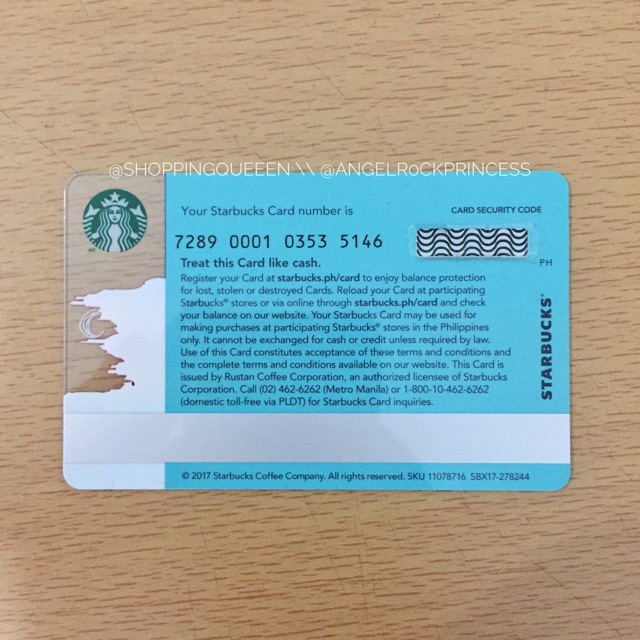 @SHOPPINGQUEEEN \\ @ANGELR0CKPRINCESS
Your Starbucks Card number is
CARD SECURITY CODE
7289 0001 0353 5146
PH
Treat this Card like cash.
Register your Card at starbucks.ph/card to enjoy balance protection
for lost, stolen or destroyed Cards. Reload your Card at participating
Starbucks® stores or via online through starbucks.ph/card and check
your balance on our website. Your Starbucks Card may be used for
making purchases at participating Starbucks® stores in the Philippines
only. It cannot be exchanged for cash or credit unless required by law.
Use of this Card constitutes acceptance of these terms and conditions and
the complete terms and conditions available on our website. This Card is
issued by Rustan Coffee Corporation, an authorized licensee of Starbucks
Corporation. Call (02) 462-6262 (Metro Manila) or 1-800-10-462-6262
(domestic toll-free via PLDT) for Starbucks Card inquiries.
STARBUCKS®
© 2017 Starbucks Coffee Company. All rights reserved. SKU 11078716 SBX17-278244